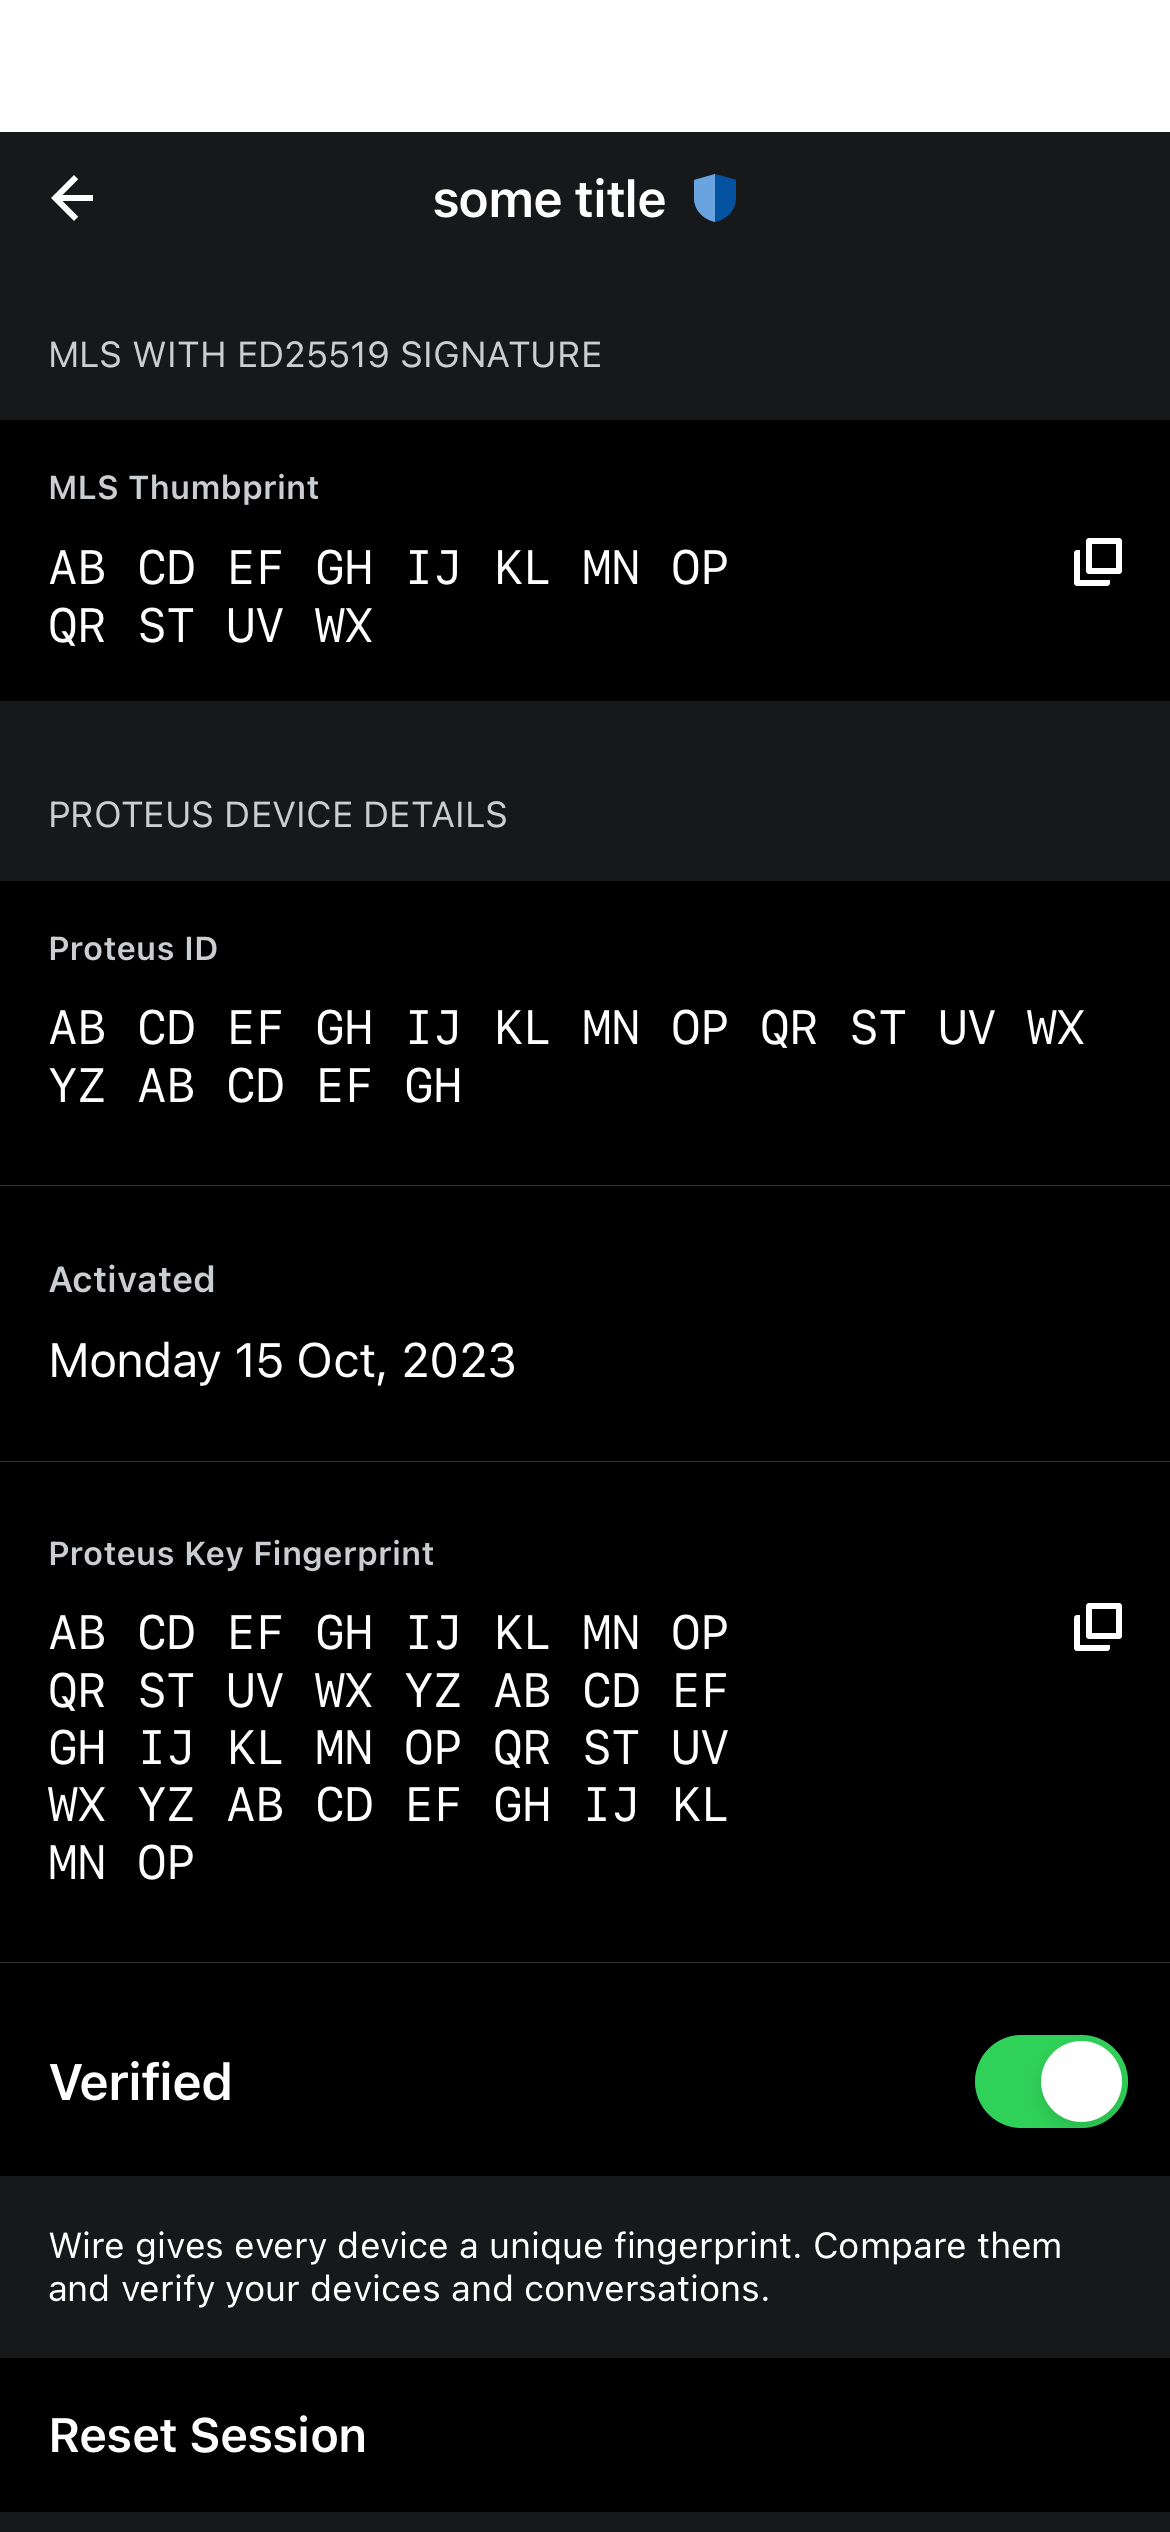 some title
MLS WITH ED25519 SIGNATURE
MLS Thumbprint
AB CD EF GH IJ KL MN OP
QR ST UV WX
PROTEUS DEVICE DETAILS
Proteus ID
AB CD EF GH IJ KL MN OP QR ST UV WX
YZ AB CD EF GH
Activated
Monday 15 Oct, 2023
Proteus Key Fingerprint
AB CD EF GH IJ KL MN OP
QR ST UV WX YZ AB CD EF
GH IJ KL MN OP QR ST UV
WX YZ AB CD EF GH IJ KL
MN OP
Verified
Wire gives every device a unique fingerprint. Compare them
and verify your devices and conversations.
Reset Session